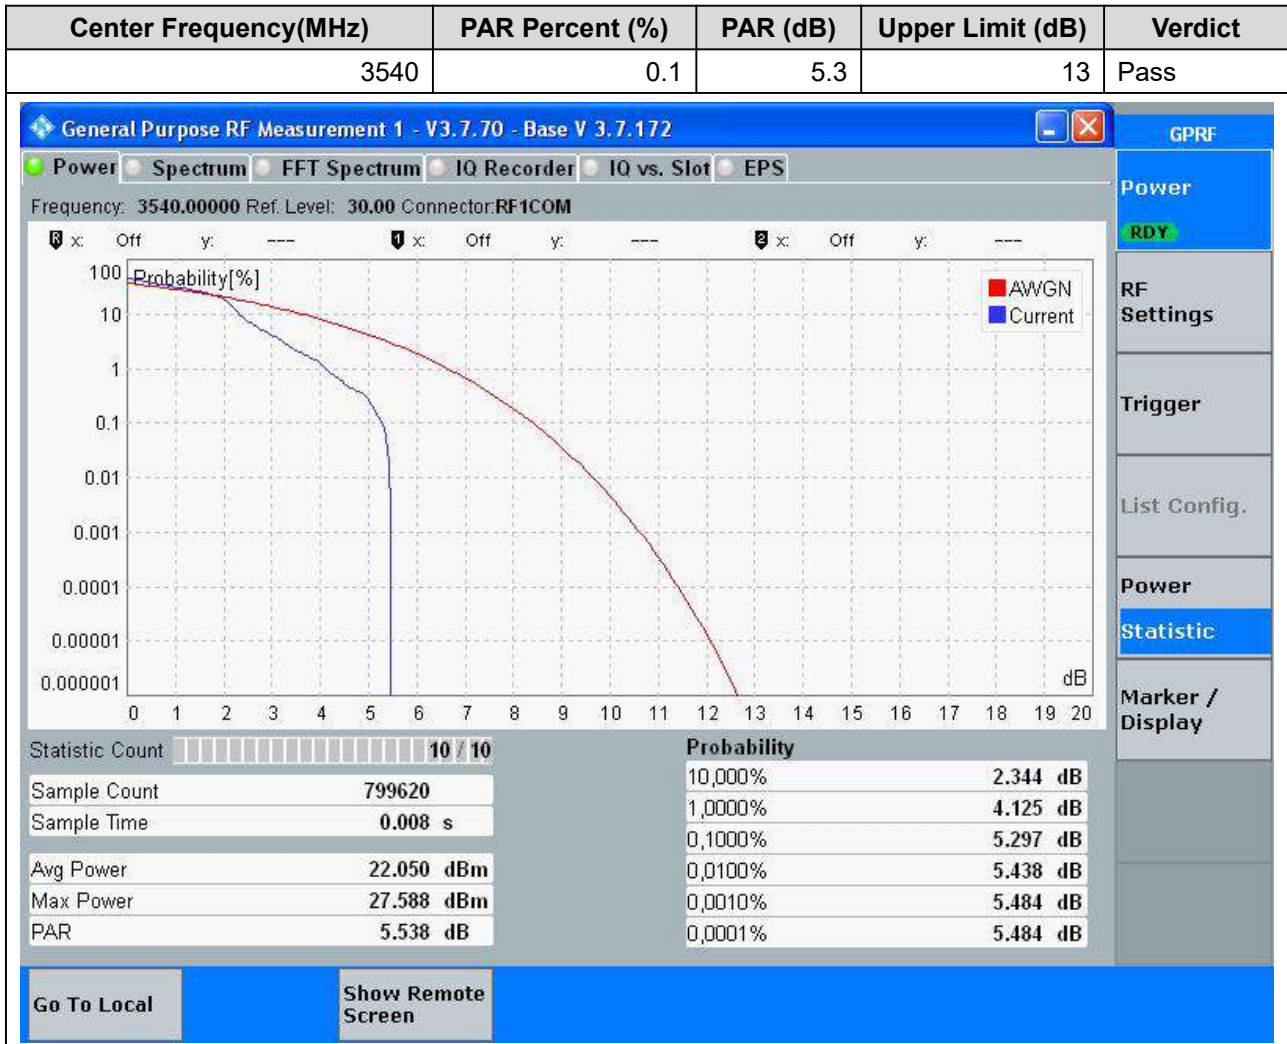 Center Frequency(MHz) PAR Percent (%) PAR (dB) Upper Limit (dB) Verdict
3540 0.1 5.3 13 Pass
General Purpose RF Measurement 1 - V3.7.70 - Base V 3.7.172
GPRF
Power Spectrum FFT Spectrum IQ Recorder IQ vs. Slot EPS
Power
RDY
Frequency: 3540.00000 Ref. Level: 30.00 Connector:RF1COM
R x: Off y: --- 1 x: Off y: --- 2 x: Off y: ---
Probability[%]
AWGN
Current
100
10
1
0.1
0.01
0.001
0.0001
0.00001
0.000001
dB
0 1 2 3 4 5 6 7 8 9 10 11 12 13 14 15 16 17 18 19 20
RF
Settings
Trigger
List Config.
Power
Statistic
Marker /
Display
Statistic Count 10 / 10
Sample Count 799620
Sample Time 0.008 s
Avg Power 22.050 dBm
Max Power 27.588 dBm
PAR 5.538 dB
Probability
10,000% 2.344 dB
1,0000% 4.125 dB
0,1000% 5.297 dB
0,0100% 5.438 dB
0,0010% 5.484 dB
0,0001% 5.484 dB
Go To Local
Show Remote
Screen